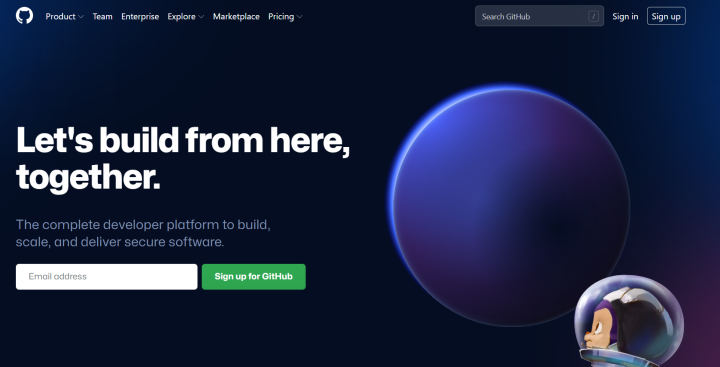 Product Team Enterprise Explore Marketplace Pricing Search GitHub / Sign in Sign up
Let's build from here,
together.
The complete developer platform to build,
scale, and deliver secure software.
Email address Sign up for GitHub